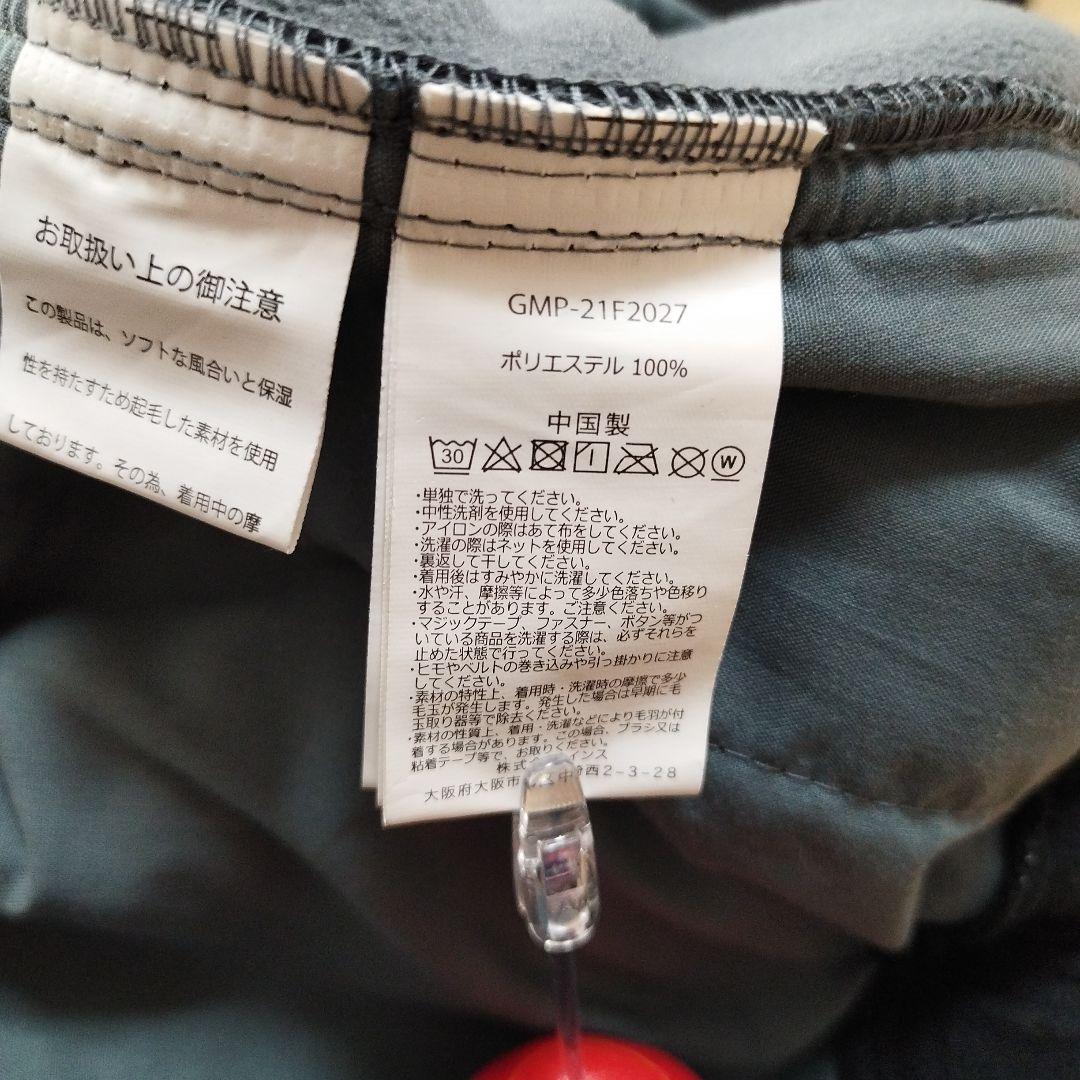 お取扱い上の御注意
この製品は、ソフトな風合いと保湿
性を持たすため起毛した素材を使用
しております。その為、着用中の摩
GMP-21F2027
ポリエステル 100%
中国製
30
W
・単独で洗ってください。
・中性洗剤を使用してください。
・アイロンの際はあて布をしてください。
・洗濯の際はネットを使用してください。
・裏返して干してください。
・着用後はすみやかに洗濯してください。
・水や汗、摩擦等によって多少色落ちや色移り
することがあります。ご注意ください。
・マジックテープ、ファスナー、ボタン等がつ
いている商品を洗濯する際は、必ずそれらを
止めた状態で行ってください。
・ヒモやベルトの巻き込みや引っ掛かりに注意
してください。
・素材の特性上、着用時・洗濯時の摩擦で多少
毛玉が発生します。発生した場合は早期に毛
玉取り器等で除去ください。
・素材の性質上、着用・洗濯などにより毛羽が付
着する場合があります。この場合、ブラシ又は
粘着テープ等で、お取りください。
株式 インス
大阪府大阪市 中 西2-3-28